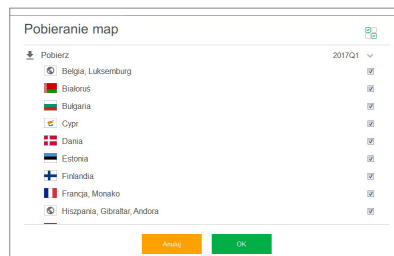 Pobieranie map
Pobierz 2017Q1
Belgia, Luksemburg
Białoruś
Bułgaria
Cypr
Dania
Estonia
Finlandia
Francja, Monako
Hiszpania, Gibraltar, Andora
Anuluj OK